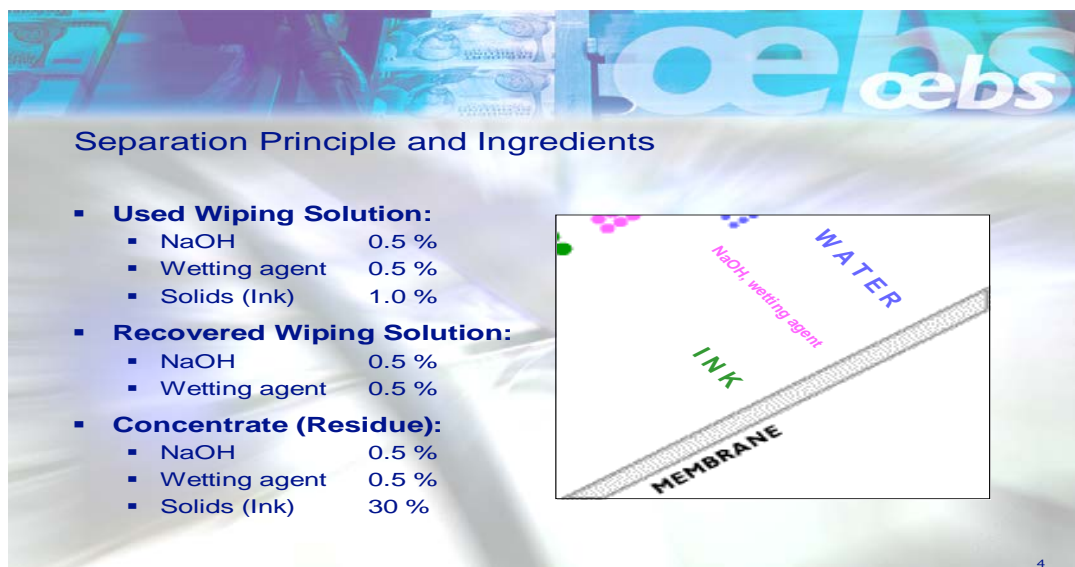 œbs
œbs
Separation Principle and Ingredients
▪ Used Wiping Solution:
▪ NaOH 0.5 %
▪ Wetting agent 0.5 %
▪ Solids (Ink) 1.0 %
▪ Recovered Wiping Solution:
▪ NaOH 0.5 %
▪ Wetting agent 0.5 %
▪ Concentrate (Residue):
▪ NaOH 0.5 %
▪ Wetting agent 0.5 %
▪ Solids (Ink) 30 %
WATER
NaOH, wetting agent
INK
MEMBRANE
4